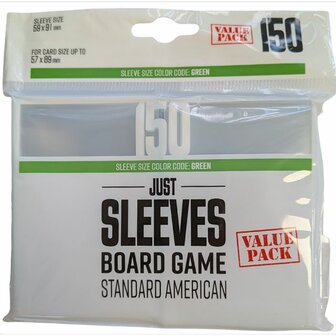 SLEEVE SIZE
59 x 91 mm
FOR CARD SIZE UP TO
57 x 89 mm
VALUE
PACK
150
SLEEVE SIZE COLOR CODE: GREEN
150
SLEEVE SIZE COLOR CODE: GREEN
JUST
SLEEVES
BOARD GAME
STANDARD AMERICAN
VALUE
PACK